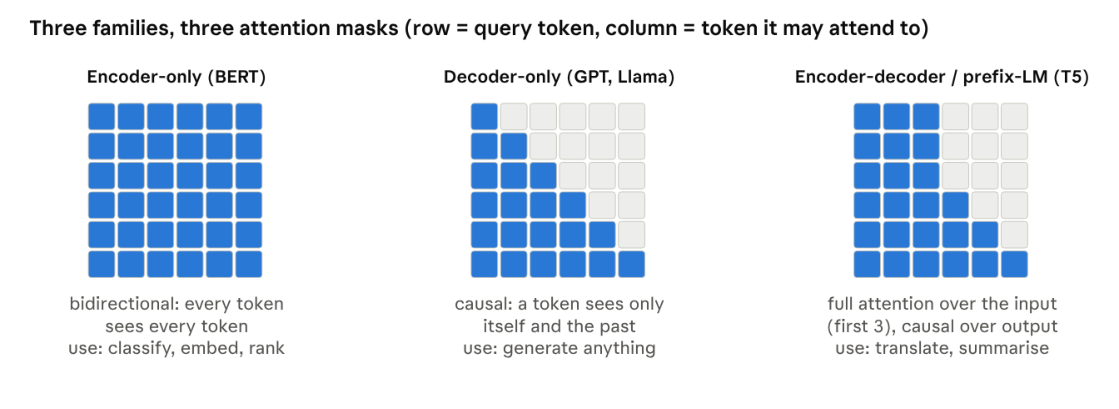 Three families, three attention masks (row = query token, column = token it may attend to)
Encoder-only (BERT)
bidirectional: every token
sees every token
use: classify, embed, rank
Decoder-only (GPT, Llama)
causal: a token sees only
itself and the past
use: generate anything
Encoder-decoder / prefix-LM (T5)
full attention over the input
(first 3), causal over output
use: translate, summarise